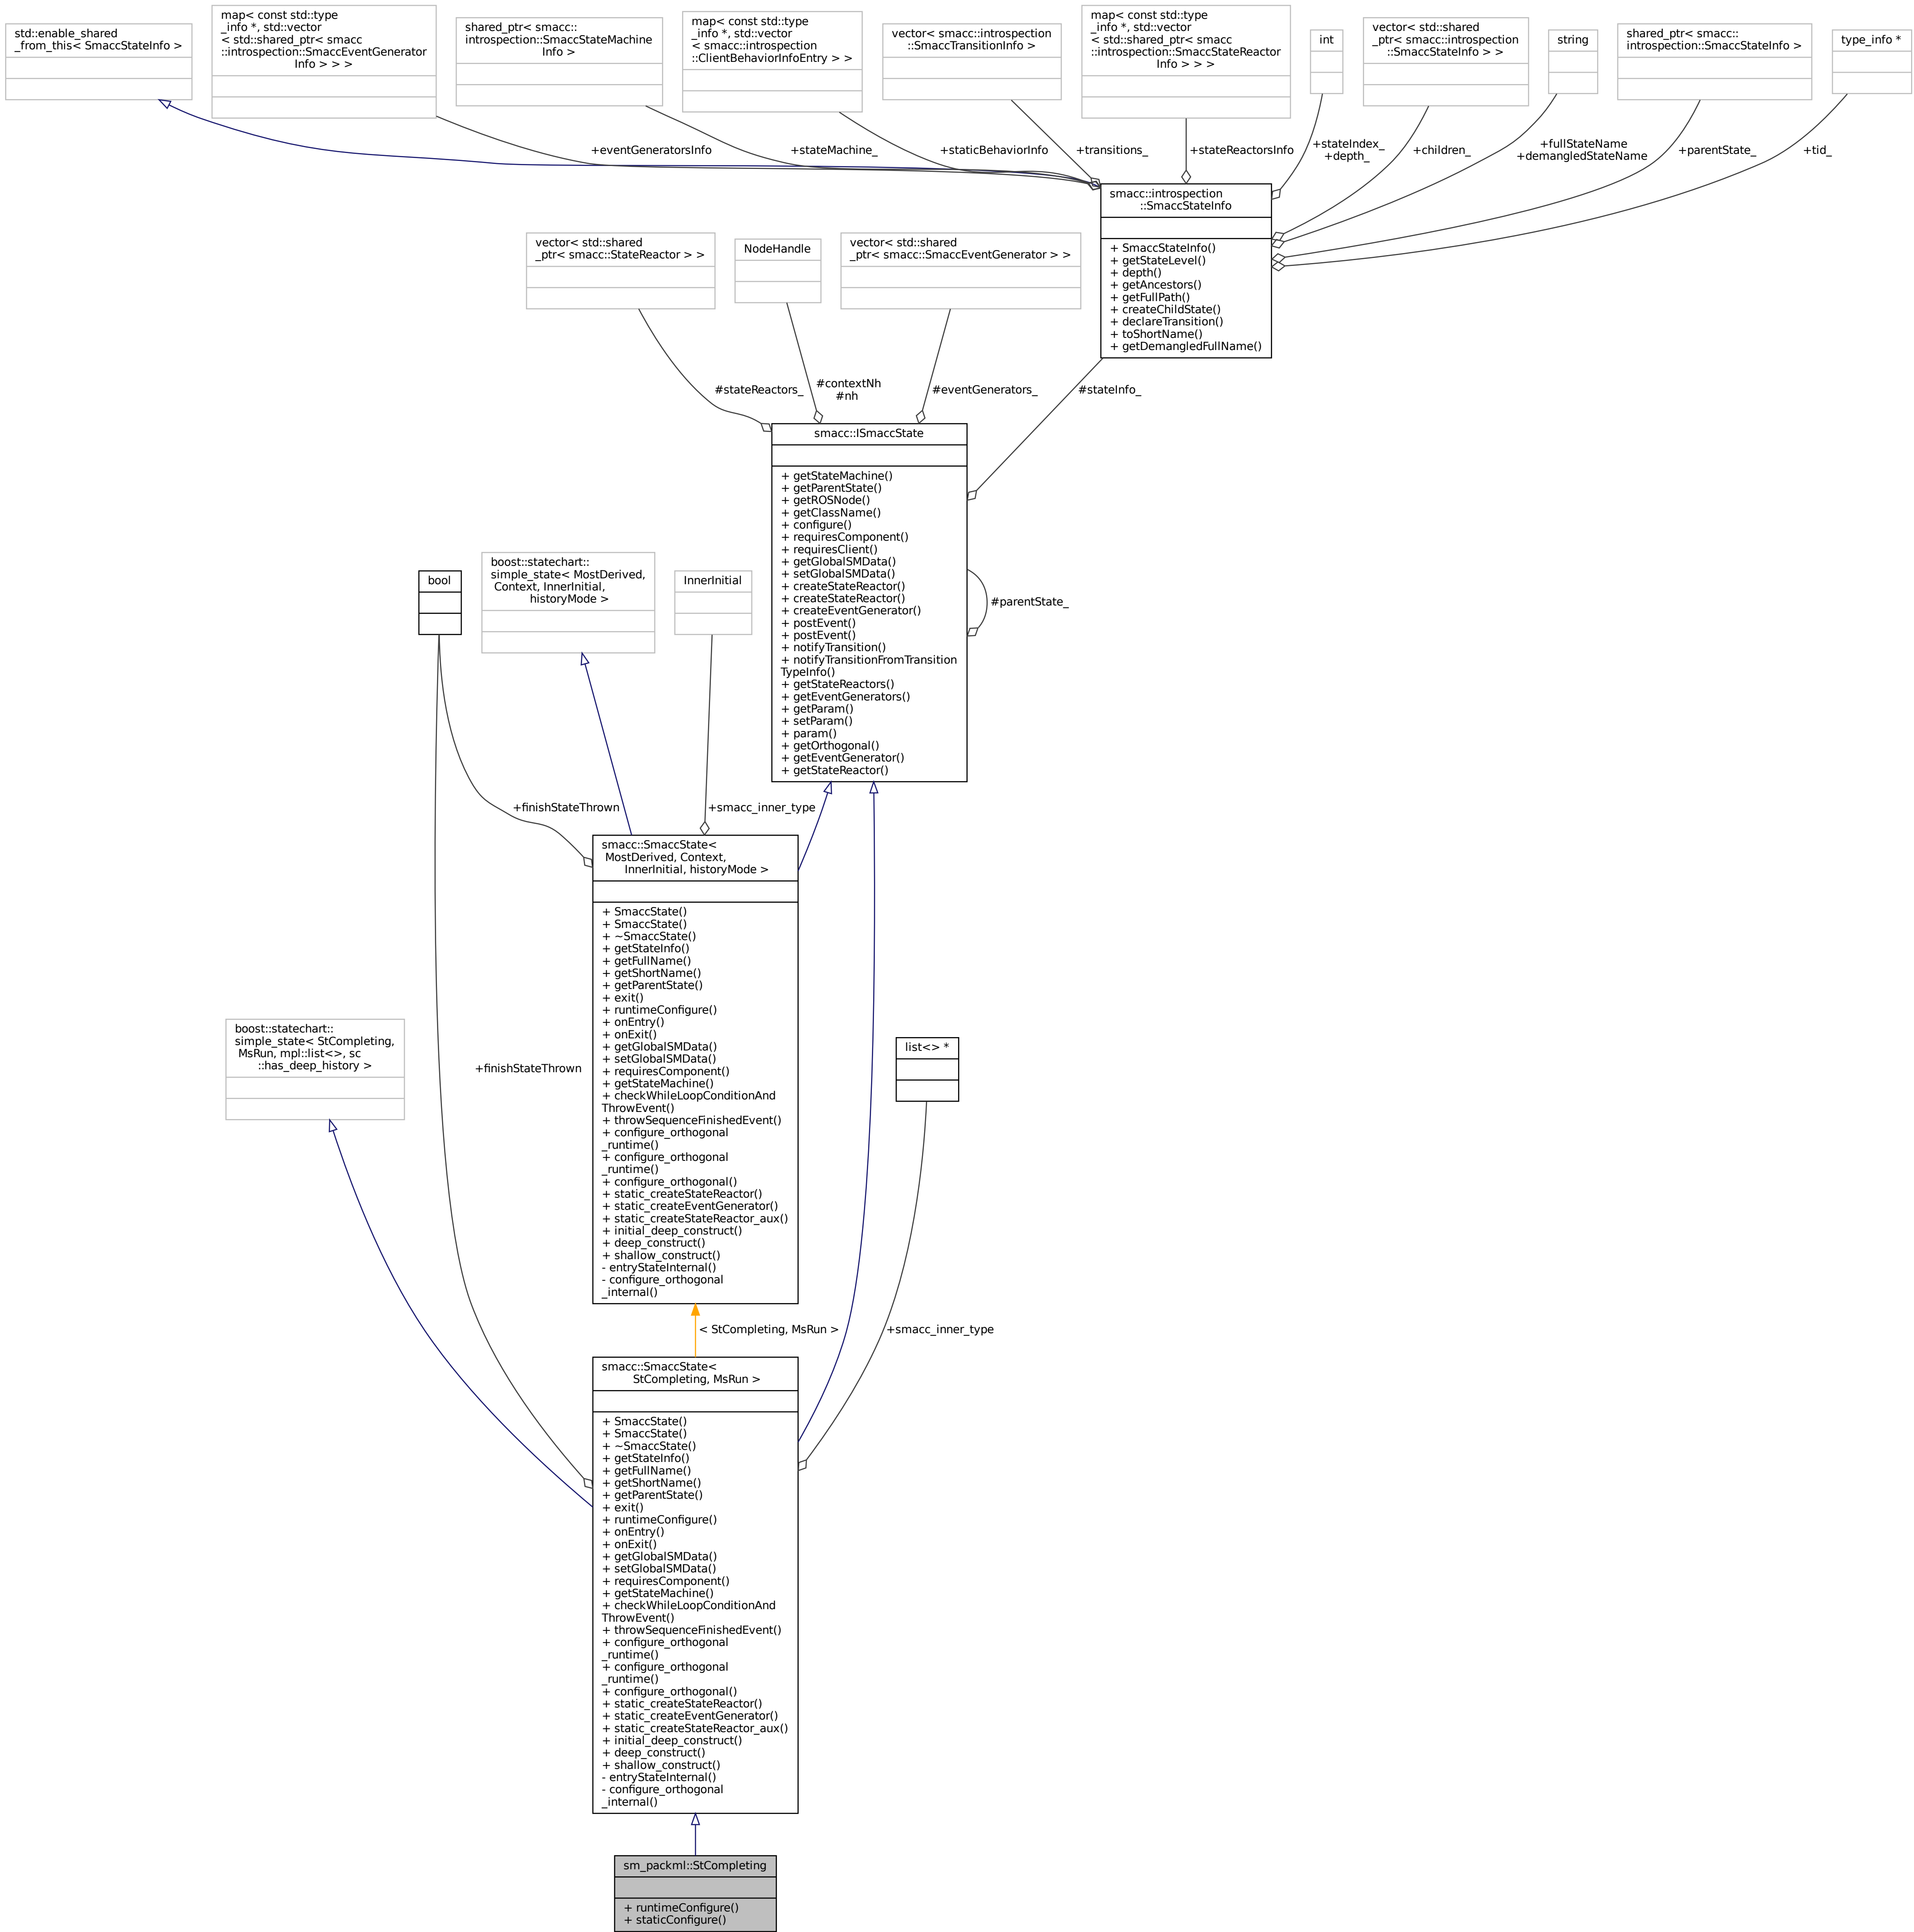 std::enable_shared
_from_this< SmaccStateInfo >
map< const std::type
_info *, std::vector
< std::shared_ptr< smacc
::introspection::SmaccEventGenerator
Info > > >
shared_ptr< smacc::
introspection::SmaccStateMachine
Info >
map< const std::type
_info *, std::vector
< smacc::introspection
::ClientBehaviorInfoEntry > >
vector< smacc::introspection
::SmaccTransitionInfo >
map< const std::type
_info *, std::vector
< std::shared_ptr< smacc
::introspection::SmaccStateReactor
Info > > >
int
vector< std::shared
_ptr< smacc::introspection
::SmaccStateInfo > >
string
shared_ptr< smacc::
introspection::SmaccStateInfo >
type_info *
+eventGeneratorsInfo
+stateMachine_
+staticBehaviorInfo
+transitions_
+stateReactorsInfo
+stateIndex_
+depth_
+children_
+fullStateName
+demangledStateName
+parentState_
+tid_
smacc::introspection
::SmaccStateInfo
+ SmaccStateInfo()
+ getStateLevel()
+ depth()
+ getAncestors()
+ getFullPath()
+ createChildState()
+ declareTransition()
+ toShortName()
+ getDemangledFullName()
vector< std::shared
_ptr< smacc::StateReactor > >
NodeHandle
vector< std::shared
_ptr< smacc::SmaccEventGenerator > >
#stateReactors_
#contextNh
#nh
#eventGenerators_
#stateInfo_
smacc::ISmaccState
+ getStateMachine()
+ getParentState()
+ getROSNode()
+ getClassName()
+ configure()
+ requiresComponent()
+ requiresClient()
+ getGlobalSMData()
+ setGlobalSMData()
+ createStateReactor()
+ createStateReactor()
+ createEventGenerator()
+ postEvent()
+ postEvent()
+ notifyTransition()
+ notifyTransitionFromTransition
TypeInfo()
+ getStateReactors()
+ getEventGenerators()
+ getParam()
+ setParam()
+ param()
+ getOrthogonal()
+ getEventGenerator()
+ getStateReactor()
#parentState_
bool
boost::statechart::
simple_state< MostDerived,
Context, InnerInitial,
historyMode >
InnerInitial
+finishStateThrown
+smacc_inner_type
smacc::SmaccState<
MostDerived, Context,
InnerInitial, historyMode >
+ SmaccState()
+ SmaccState()
+ ~SmaccState()
+ getStateInfo()
+ getFullName()
+ getShortName()
+ getParentState()
+ exit()
+ runtimeConfigure()
+ onEntry()
+ onExit()
+ getGlobalSMData()
+ setGlobalSMData()
+ requiresComponent()
+ getStateMachine()
+ checkWhileLoopConditionAnd
ThrowEvent()
+ throwSequenceFinishedEvent()
+ configure_orthogonal
_runtime()
+ configure_orthogonal
_runtime()
+ configure_orthogonal()
+ static_createStateReactor()
+ static_createEventGenerator()
+ static_createStateReactor_aux()
+ initial_deep_construct()
+ deep_construct()
+ shallow_construct()
- entryStateInternal()
- configure_orthogonal
_internal()
boost::statechart::
simple_state< StCompleting,
MsRun, mpl::list<>, sc
::has_deep_history >
+finishStateThrown
list<> *
< StCompleting, MsRun >
+smacc_inner_type
smacc::SmaccState<
StCompleting, MsRun >
+ SmaccState()
+ SmaccState()
+ ~SmaccState()
+ getStateInfo()
+ getFullName()
+ getShortName()
+ getParentState()
+ exit()
+ runtimeConfigure()
+ onEntry()
+ onExit()
+ getGlobalSMData()
+ setGlobalSMData()
+ requiresComponent()
+ getStateMachine()
+ checkWhileLoopConditionAnd
ThrowEvent()
+ throwSequenceFinishedEvent()
+ configure_orthogonal
_runtime()
+ configure_orthogonal
_runtime()
+ configure_orthogonal()
+ static_createStateReactor()
+ static_createEventGenerator()
+ static_createStateReactor_aux()
+ initial_deep_construct()
+ deep_construct()
+ shallow_construct()
- entryStateInternal()
- configure_orthogonal
_internal()
sm_packml::StCompleting
+ runtimeConfigure()
+ staticConfigure()